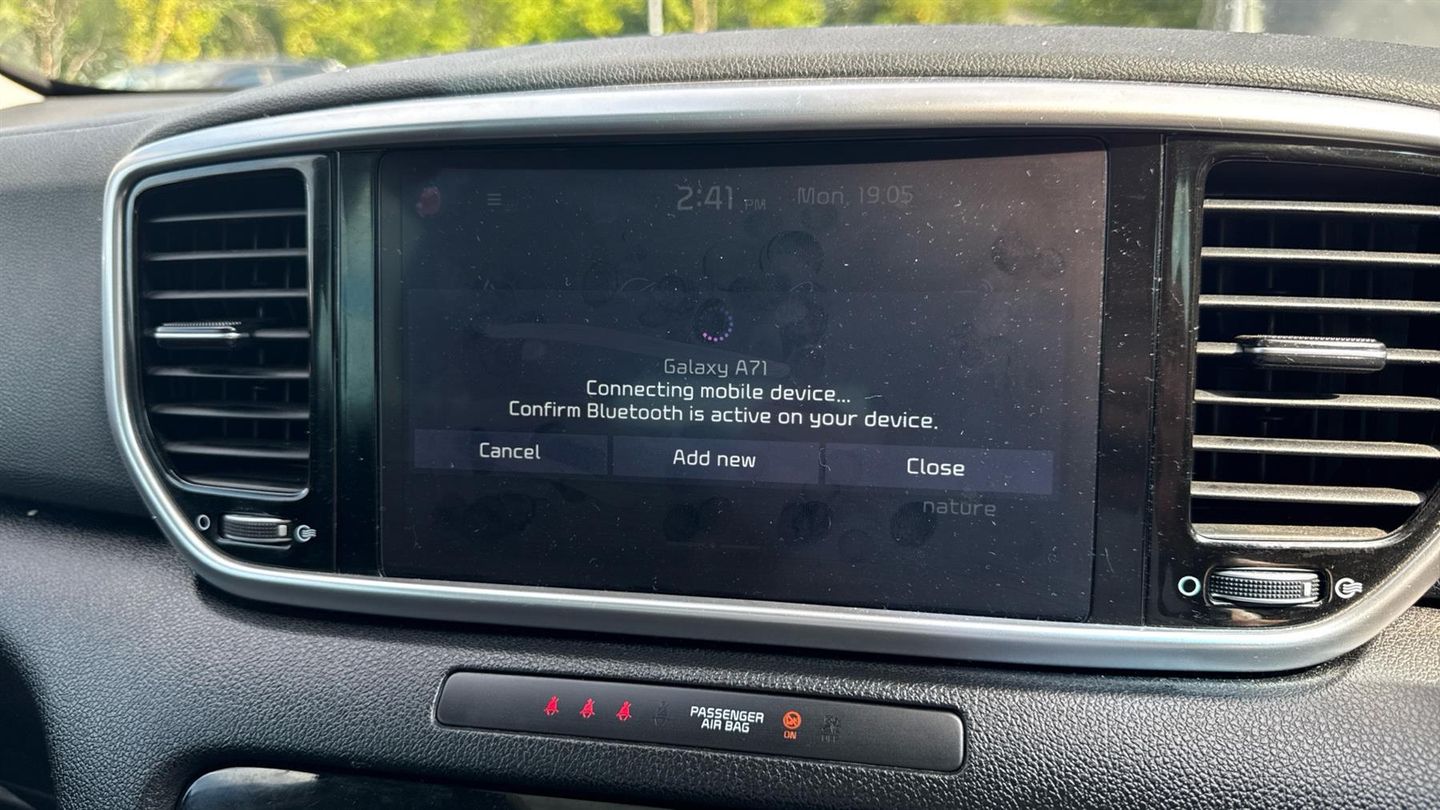 2:41 PM Mon, 19.05
Galaxy A71
Connecting mobile device...
Confirm Bluetooth is active on your device.
Cancel Add new Close
nature
PASSENGER
AIR BAG
ON
OFF